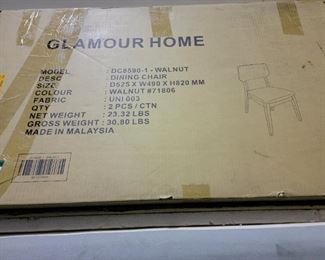 GLAMOUR HOME
MODEL : DC8590-1 - WALNUT
DESC : DINING CHAIR
SIZE : D525 X W490 X H820 MM
COLOUR : WALNUT #71806
FABRIC : UNI 003
QTY : 2 PCS / CTN
NET WEIGHT : 23.32 LBS
GROSS WEIGHT : 30.80 LBS
MADE IN MALAYSIA